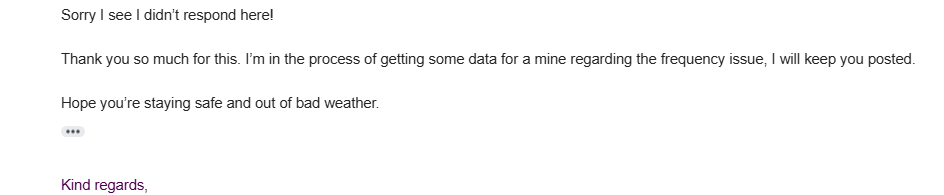 Sorry I see I didn’t respond here!
Thank you so much for this. I’m in the process of getting some data for a mine regarding the frequency issue, I will keep you posted.
Hope you’re staying safe and out of bad weather.
•••
Kind regards,